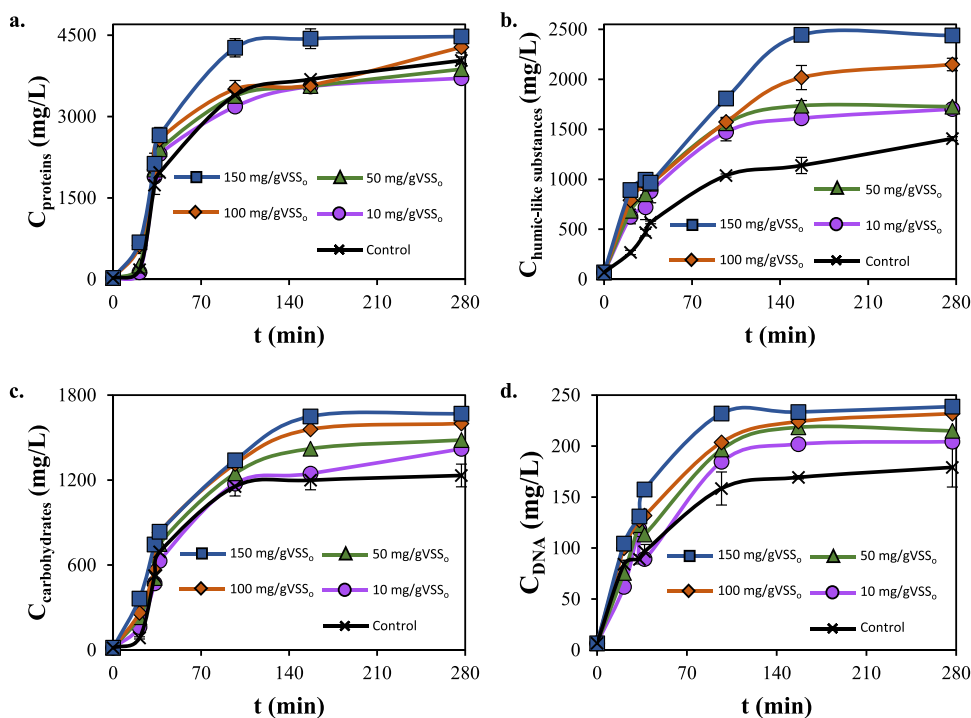 a.
C_proteins (mg/L)
4500
3000
1500
0
150 mg/gVSSₒ
50 mg/gVSSₒ
100 mg/gVSSₒ
10 mg/gVSSₒ
Control
0 70 140 210 280
t (min)
b.
C_humic-like substances (mg/L)
2500
2000
1500
1000
500
0
50 mg/gVSSₒ
150 mg/gVSSₒ
10 mg/gVSSₒ
100 mg/gVSSₒ
Control
0 70 140 210 280
t (min)
c.
C_carbohydrates (mg/L)
1800
1200
600
0
150 mg/gVSSₒ
50 mg/gVSSₒ
100 mg/gVSSₒ
10 mg/gVSSₒ
Control
0 70 140 210 280
t (min)
d.
C_DNA (mg/L)
250
200
150
100
50
0
150 mg/gVSSₒ
50 mg/gVSSₒ
100 mg/gVSSₒ
10 mg/gVSSₒ
Control
0 70 140 210 280
t (min)